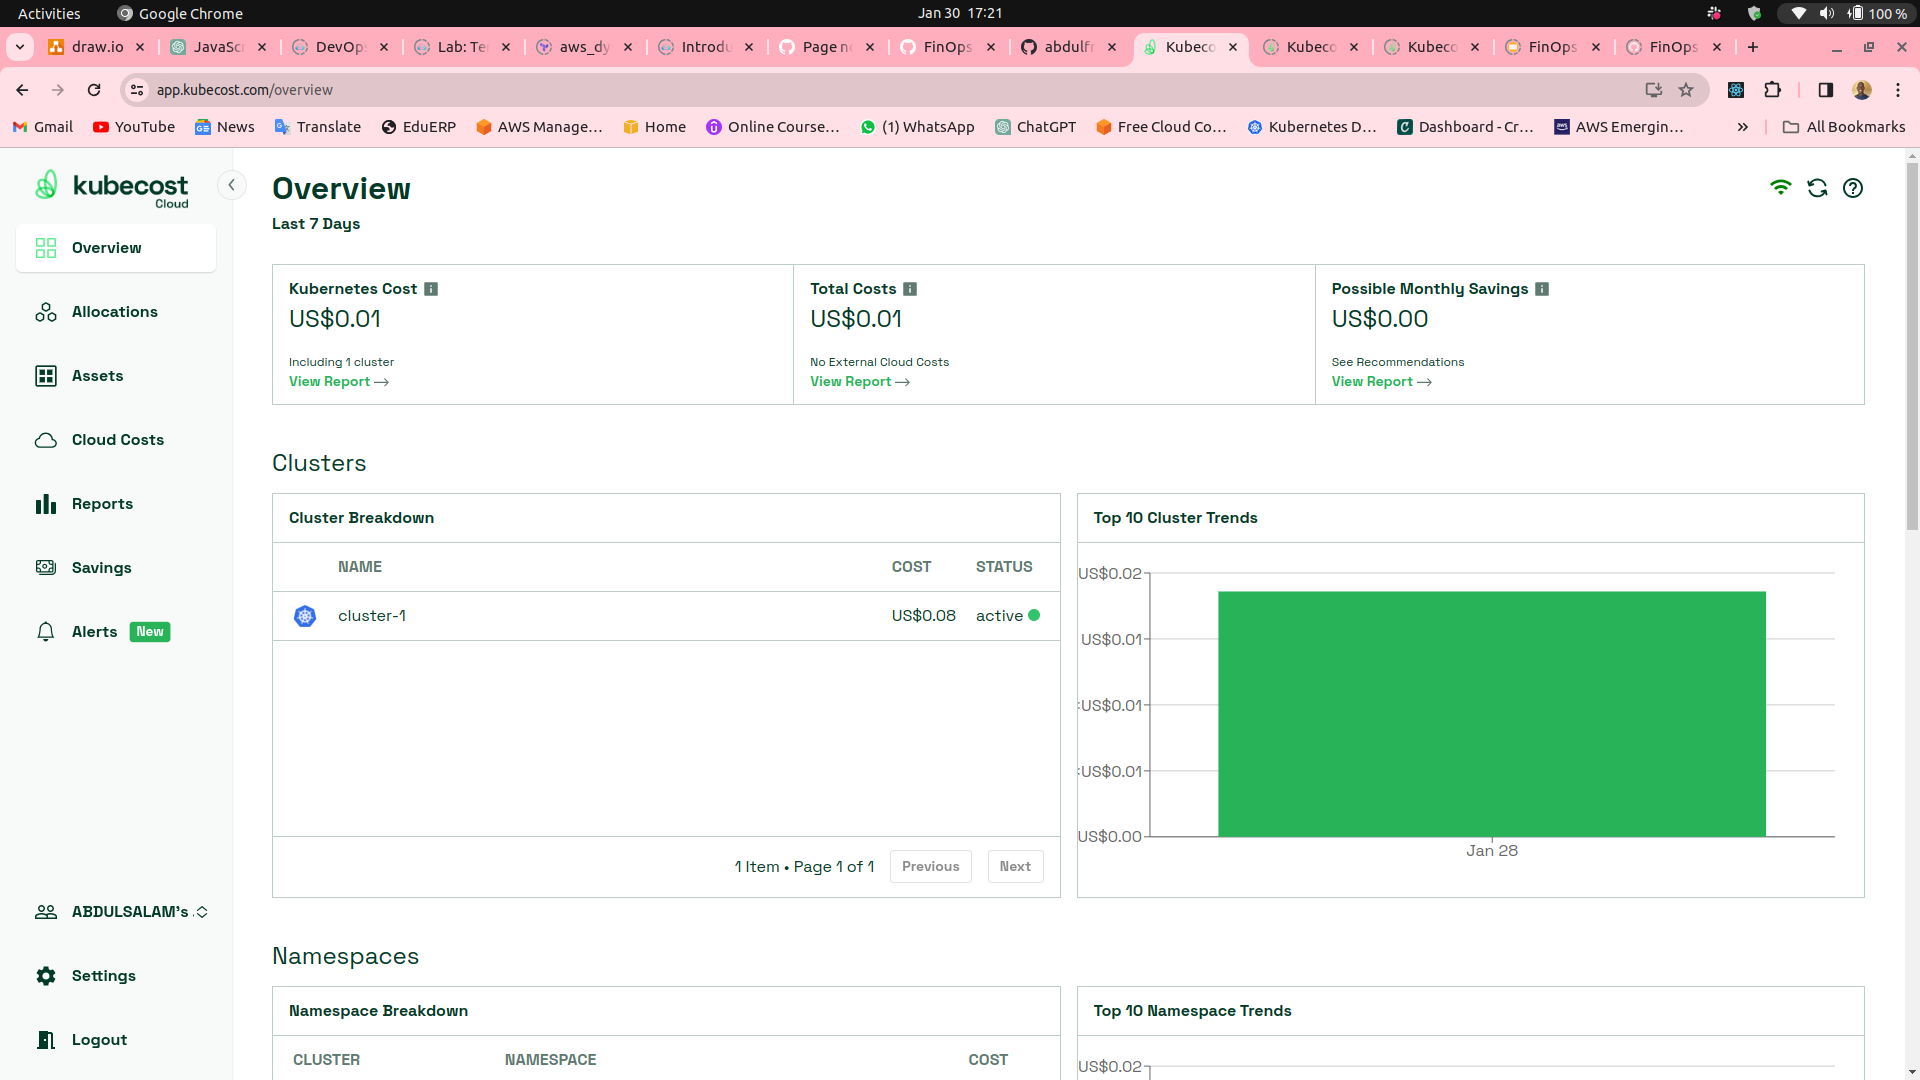 Activities
Google Chrome
Jan 30 17:21
100 %
draw.io
JavaSc
DevOps
Lab: Te
aws_dy
Introdu
Page n
FinOps
abdulfr
Kubeco
Kubeco
Kubeco
FinOps
FinOps
app.kubecost.com/overview
Gmail
YouTube
News
Translate
EduERP
AWS Manage...
Home
Online Course...
(1) WhatsApp
ChatGPT
Free Cloud Co...
Kubernetes D...
Dashboard - Cr...
AWS Emergin...
All Bookmarks
kubecost
Cloud
Overview
Allocations
Assets
Cloud Costs
Reports
Savings
Alerts New
ABDULSALAM's
Settings
Logout
Overview
Last 7 Days
Kubernetes Cost
US$0.01
Including 1 cluster
View Report →
Total Costs
US$0.01
No External Cloud Costs
View Report →
Possible Monthly Savings
US$0.00
See Recommendations
View Report →
Clusters
Cluster Breakdown
NAME COST STATUS
cluster-1 US$0.08 active
1 Item • Page 1 of 1 Previous Next
Top 10 Cluster Trends
US$0.02
US$0.01
US$0.01
US$0.01
US$0.00
Jan 28
Namespaces
Namespace Breakdown
CLUSTER NAMESPACE COST
Top 10 Namespace Trends
US$0.02